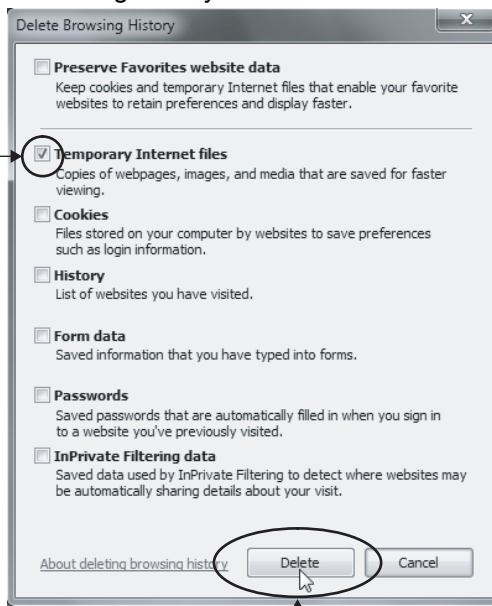 Delete Browsing History
Preserve Favorites website data
Keep cookies and temporary Internet files that enable your favorite
websites to retain preferences and display faster.
Temporary Internet files
Copies of webpages, images, and media that are saved for faster
viewing.
Cookies
Files stored on your computer by websites to save preferences
such as login information.
History
List of websites you have visited.
Form data
Saved information that you have typed into forms.
Passwords
Saved passwords that are automatically filled in when you sign in
to a website you've previously visited.
InPrivate Filtering data
Saved data used by InPrivate Filtering to detect where websites may
be automatically sharing details about your visit.
About deleting browsing history
Delete
Cancel